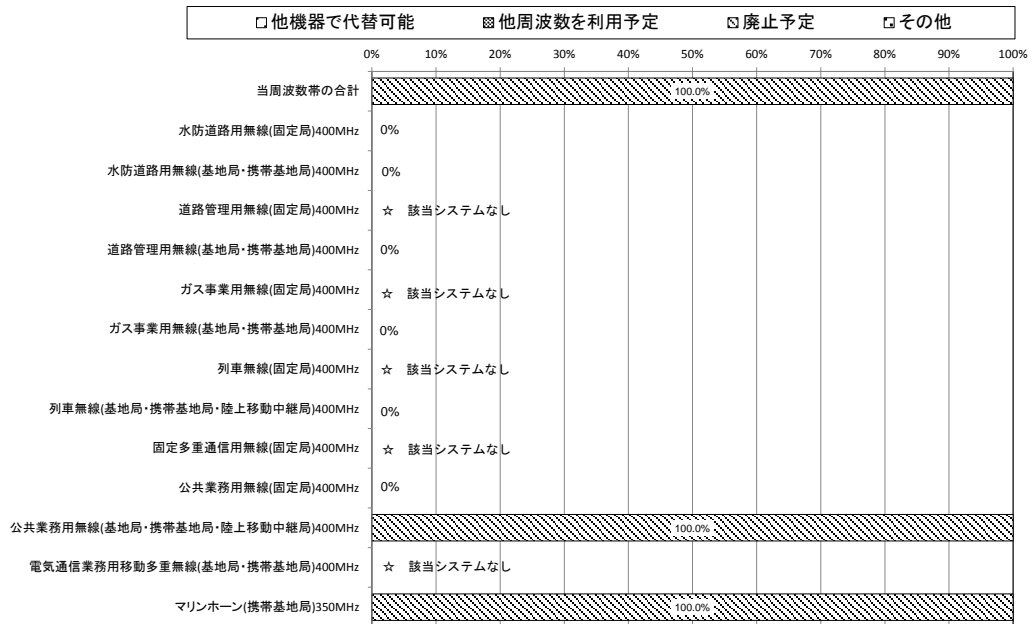 他機器で代替可能 他周波数を利用予定 廃止予定 その他
0% 10% 20% 30% 40% 50% 60% 70% 80% 90% 100%
当周波数帯の合計 100.0%
水防道路用無線(固定局)400MHz 0%
水防道路用無線(基地局・携帯基地局)400MHz 0%
道路管理用無線(固定局)400MHz ☆ 該当システムなし
道路管理用無線(基地局・携帯基地局)400MHz 0%
ガス事業用無線(固定局)400MHz ☆ 該当システムなし
ガス事業用無線(基地局・携帯基地局)400MHz 0%
列車無線(固定局)400MHz ☆ 該当システムなし
列車無線(基地局・携帯基地局・陸上移動中継局)400MHz 0%
固定多重通信用無線(固定局)400MHz ☆ 該当システムなし
公共業務用無線(固定局)400MHz 0%
公共業務用無線(基地局・携帯基地局・陸上移動中継局)400MHz 100.0%
電気通信業務用移動多重無線(基地局・携帯基地局)400MHz ☆ 該当システムなし
マリンホーン(携帯基地局)350MHz 100.0%